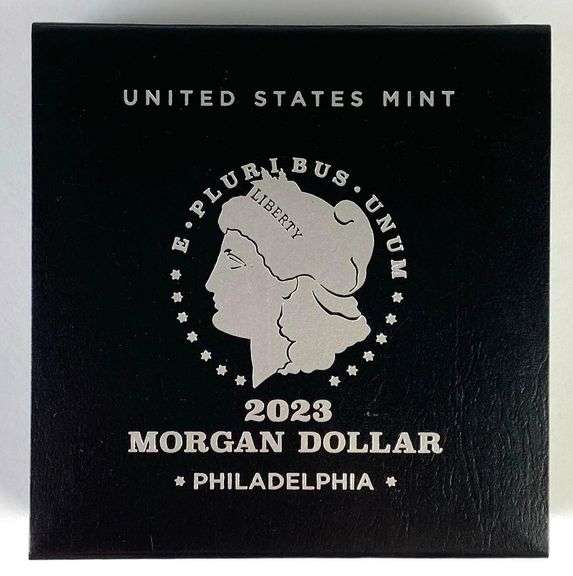 UNITED STATES MINT
E · PLURIBUS · UNUM
LIBERTY
2023
MORGAN DOLLAR
* PHILADELPHIA *